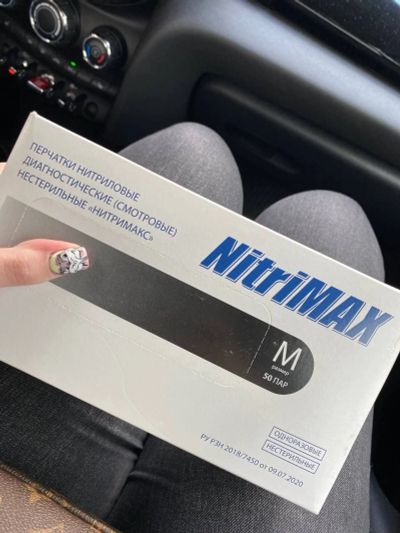 ПЕРЧАТКИ НИТРИЛОВЫЕ
ДИАГНОСТИЧЕСКИЕ (СМОТРОВЫЕ)
НЕСТЕРИЛЬНЫЕ «НИТРИМАКС»
NitriMAX
M
размер
50 ПАР
ОДНОРАЗОВЫЕ
НЕСТЕРИЛЬНЫЕ
РУ РЗН 2018/7450 от 09.07.2020